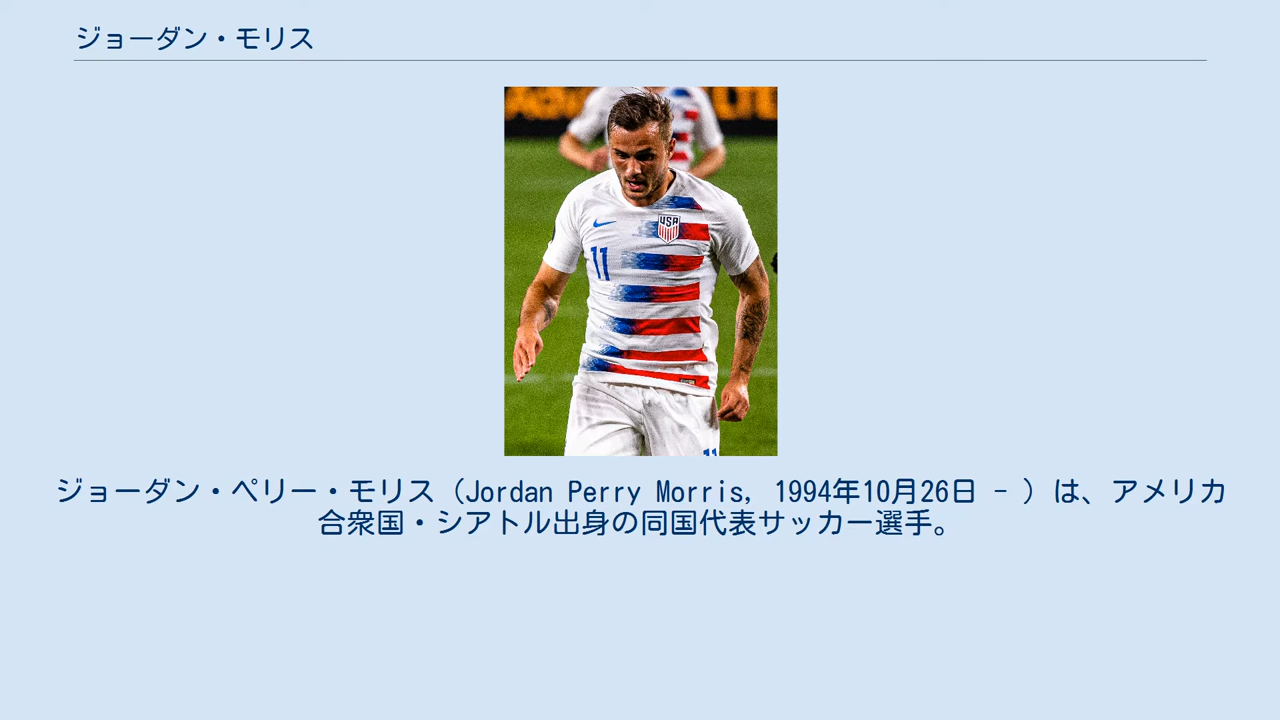 ジョーダン・モリス
USA
11
11
ジョーダン・ペリー・モリス（Jordan Perry Morris, 1994年10月26日 - ）は、アメリカ
合衆国・シアトル出身の同国代表サッカー選手。